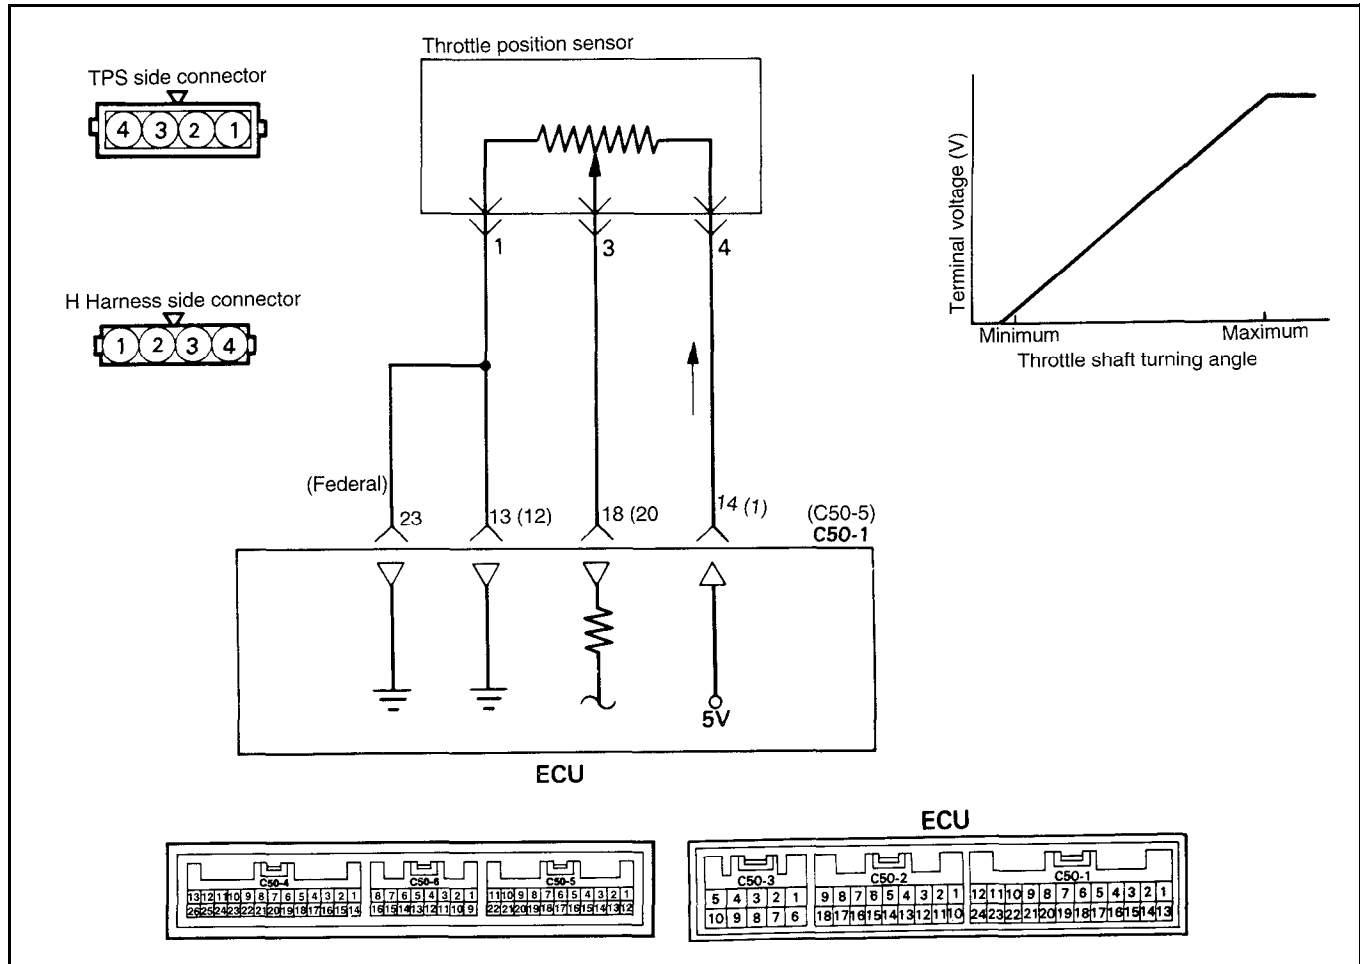 Throttle position sensor
TPS side connector
4 3 2 1
1 3 4
H Harness side connector
1 2 3 4
Terminal voltage (V)
Minimum Maximum
Throttle shaft turning angle
(Federal)
23 13 (12) 18 (20 14 (1) (C50-5)
C50-1
5V
ECU
ECU
C50-4 C50-6 C50-5
13 12 11 10 9 8 7 6 5 4 3 2 1 8 7 6 5 4 3 2 1 11 10 9 8 7 6 5 4 3 2 1
26 25 24 23 22 21 20 19 18 17 16 15 14 16 15 14 13 12 11 10 9 22 21 20 19 18 17 16 15 14 13 12
C50-3 C50-2 C50-1
5 4 3 2 1 9 8 7 6 5 4 3 2 1 12 11 10 9 8 7 6 5 4 3 2 1
10 9 8 7 6 18 17 16 15 14 13 12 11 10 24 23 22 21 20 19 18 17 16 15 14 13